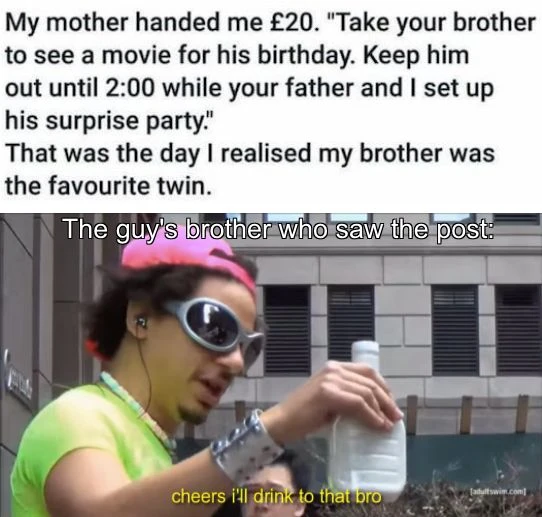 My mother handed me £20. "Take your brother
to see a movie for his birthday. Keep him
out until 2:00 while your father and I set up
his surprise party."
That was the day I realised my brother was
the favourite twin.
The guy's brother who saw the post:
cheers i'll drink to that bro
[adultswim.com]